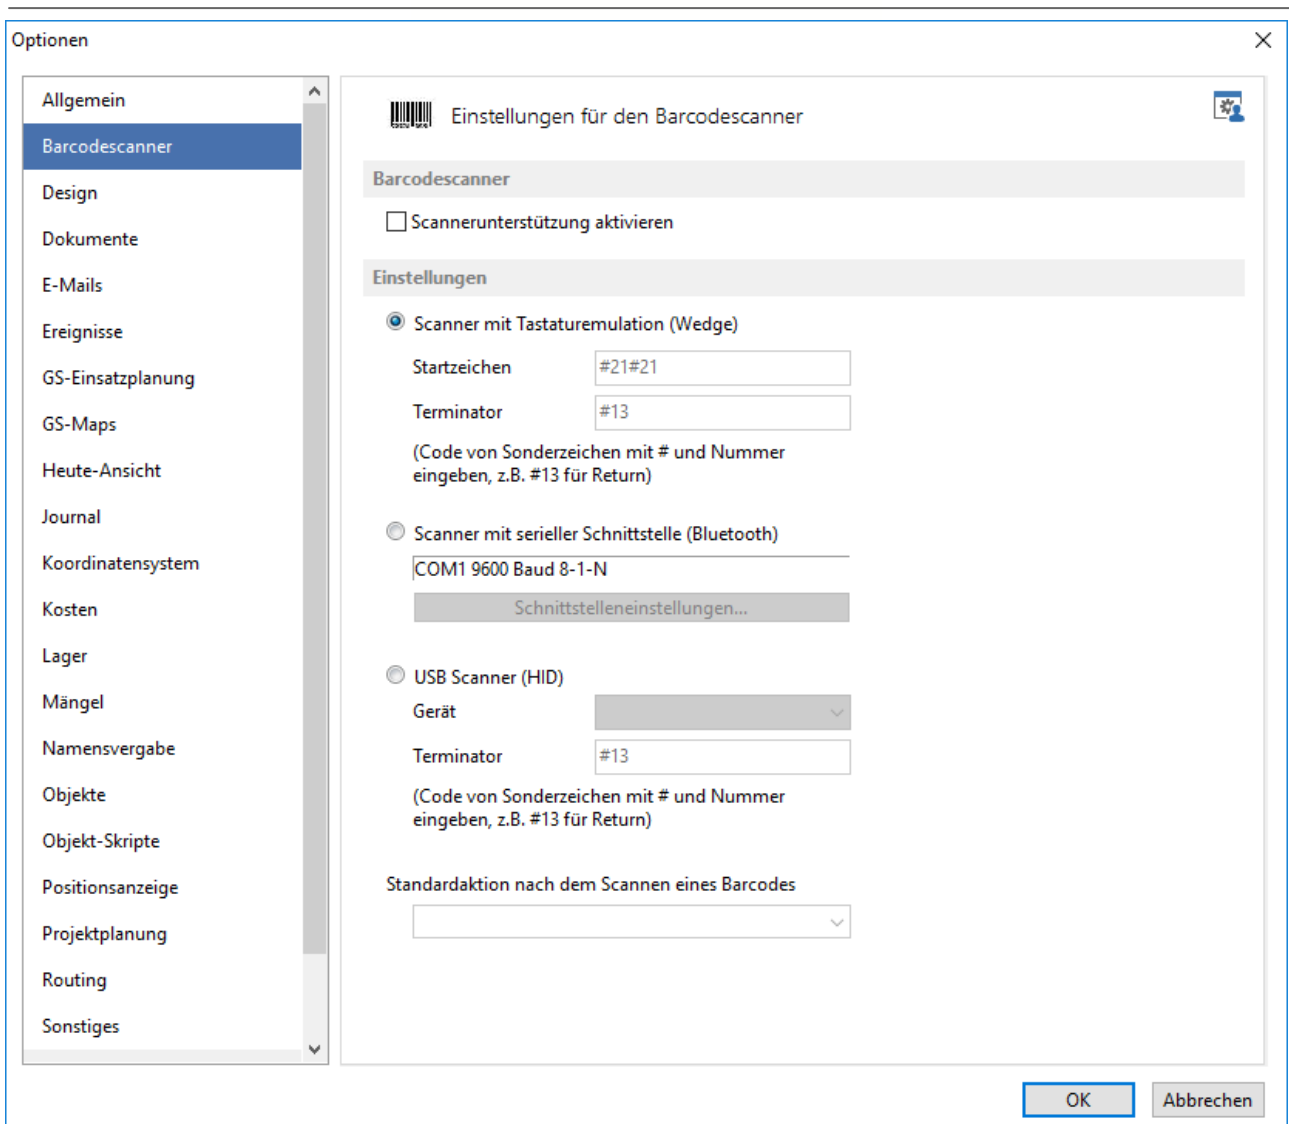 Optionen
Allgemein
Barcodescanner
Design
Dokumente
E-Mails
Ereignisse
GS-Einsatzplanung
GS-Maps
Heute-Ansicht
Journal
Koordinatensystem
Kosten
Lager
Mängel
Namensvergabe
Objekte
Objekt-Skripte
Positionsanzeige
Projektplanung
Routing
Sonstiges
Einstellungen für den Barcodescanner
Barcodescanner
Scannerunterstützung aktivieren
Einstellungen
Scanner mit Tastaturemulation (Wedge)
Startzeichen #21#21
Terminator #13
(Code von Sonderzeichen mit # und Nummer
eingeben, z.B. #13 für Return)
Scanner mit serieller Schnittstelle (Bluetooth)
COM1 9600 Baud 8-1-N
Schnittstelleneinstellungen...
USB Scanner (HID)
Gerät
Terminator #13
(Code von Sonderzeichen mit # und Nummer
eingeben, z.B. #13 für Return)
Standardaktion nach dem Scannen eines Barcodes
OK Abbrechen